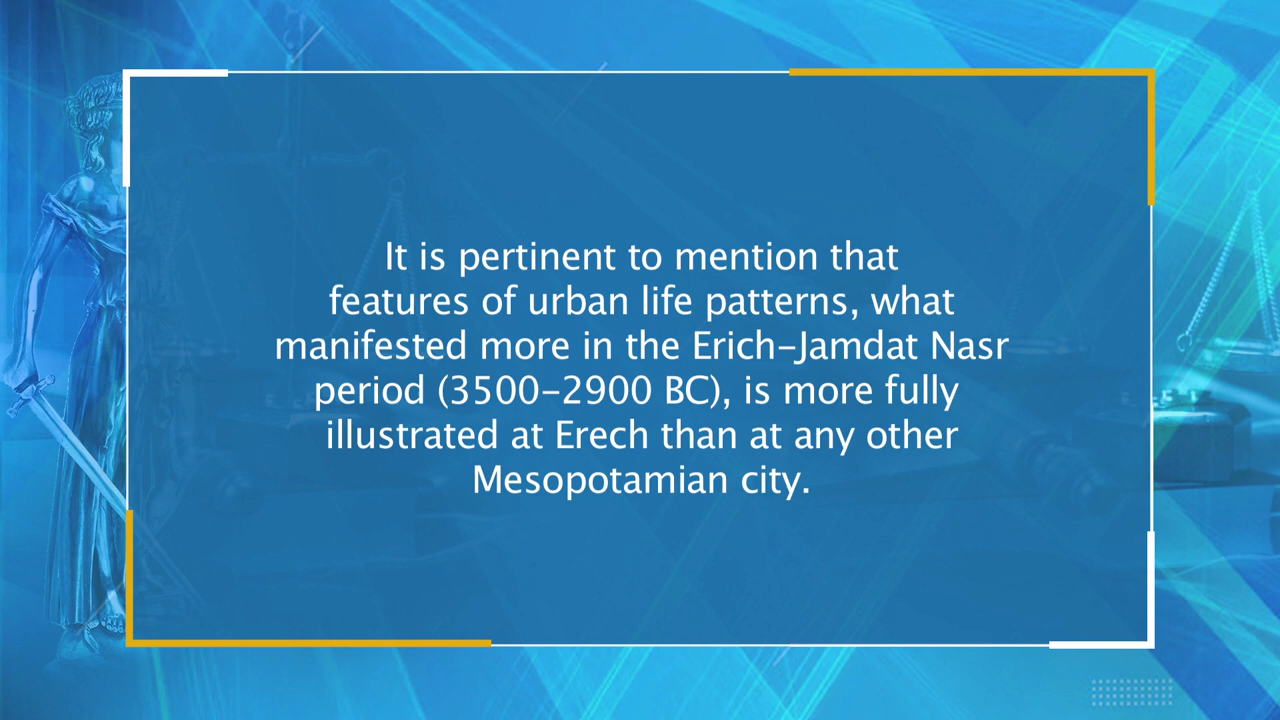 It is pertinent to mention that
features of urban life patterns, what
manifested more in the Erich–Jamdat Nasr
period (3500–2900 BC), is more fully
illustrated at Erech than at any other
Mesopotamian city.